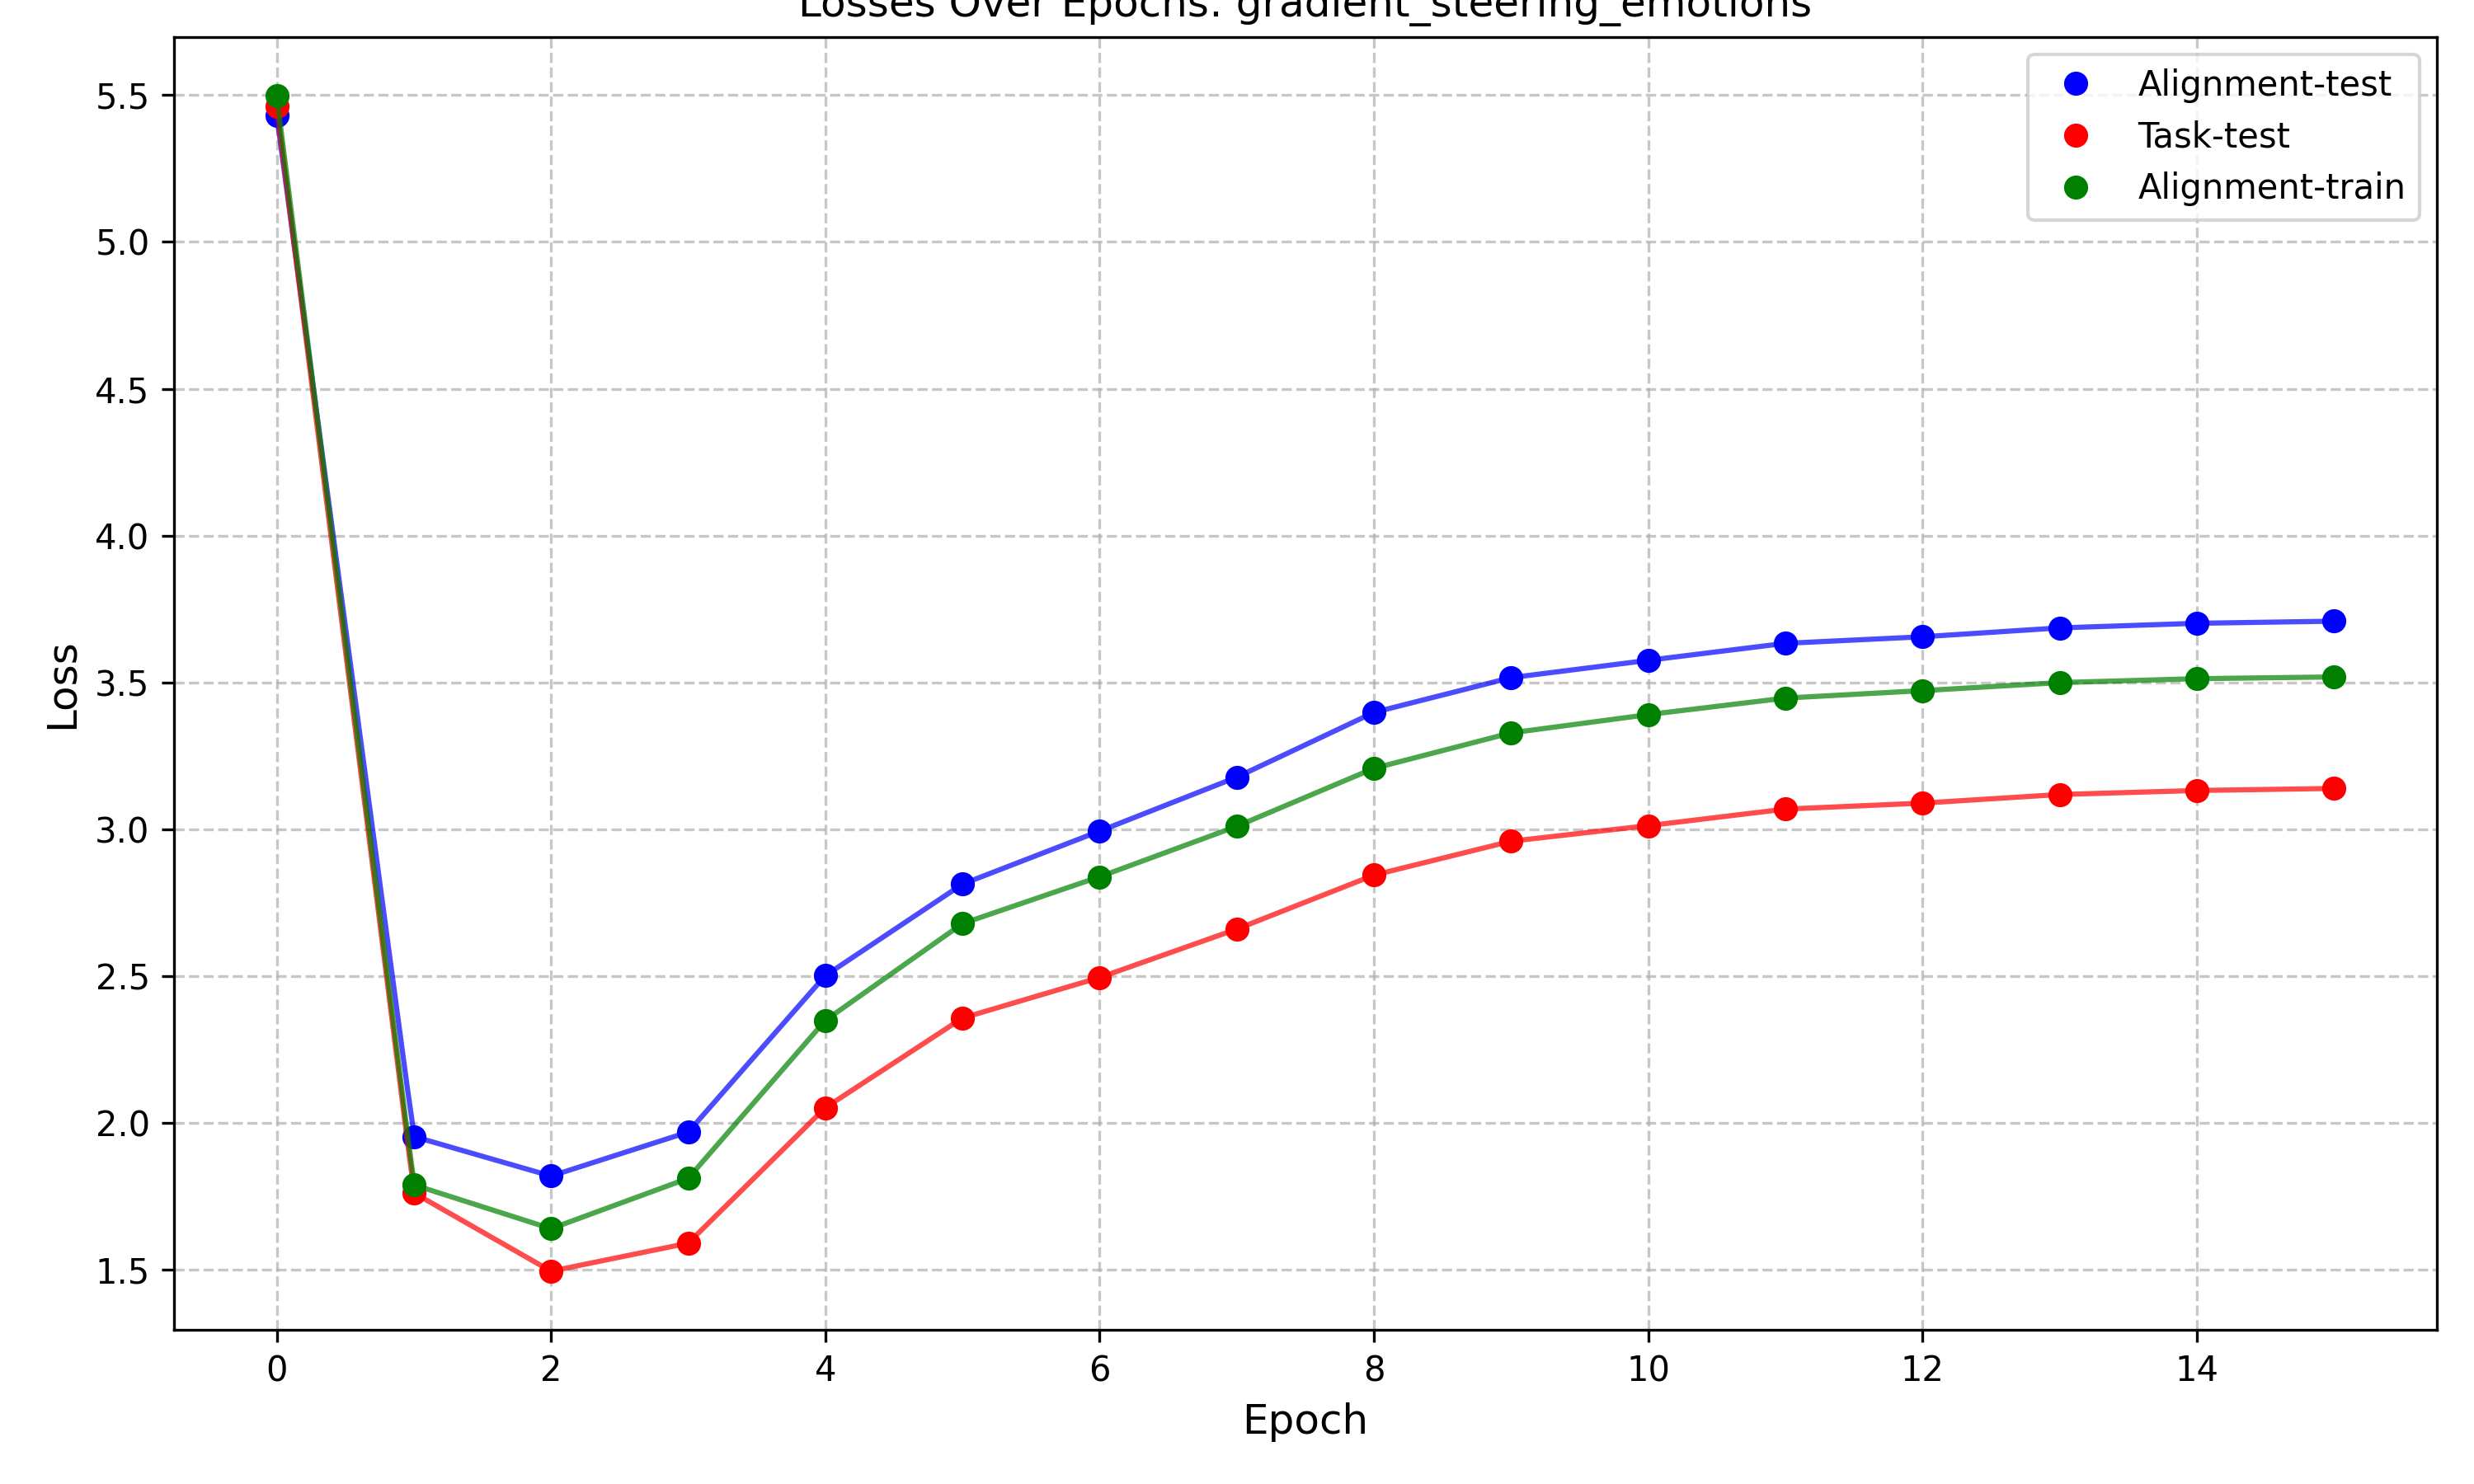 Losses Over Epochs: gradient_steering_emotions
Alignment-test
Task-test
Alignment-train
5.5
5.0
4.5
4.0
3.5
3.0
2.5
2.0
1.5
Loss
0 2 4 6 8 10 12 14
Epoch